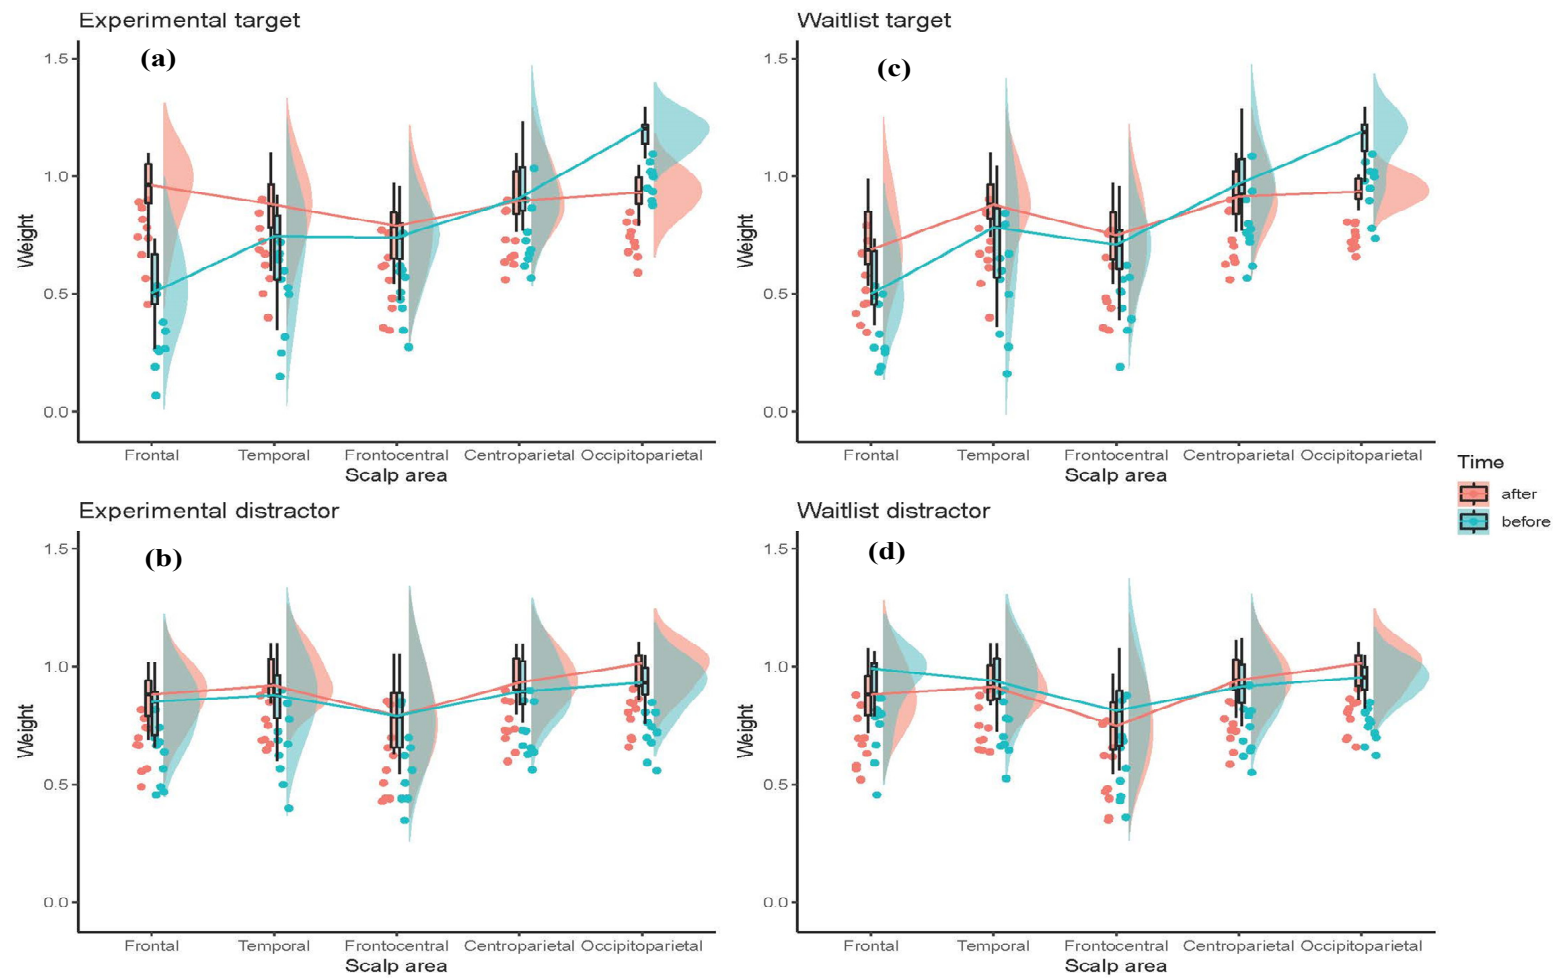 Experimental target
(a)
Weight
1.5
1.0
0.5
0.0
Frontal Temporal Frontocentral Centroparietal Occipitoparietal
Scalp area
Waitlist target
(c)
Weight
1.5
1.0
0.5
0.0
Frontal Temporal Frontocentral Centroparietal Occipitoparietal
Scalp area
Time
after
before
Experimental distractor
(b)
Weight
1.5
1.0
0.5
0.0
Frontal Temporal Frontocentral Centroparietal Occipitoparietal
Scalp area
Waitlist distractor
(d)
Weight
1.5
1.0
0.5
0.0
Frontal Temporal Frontocentral Centroparietal Occipitoparietal
Scalp area